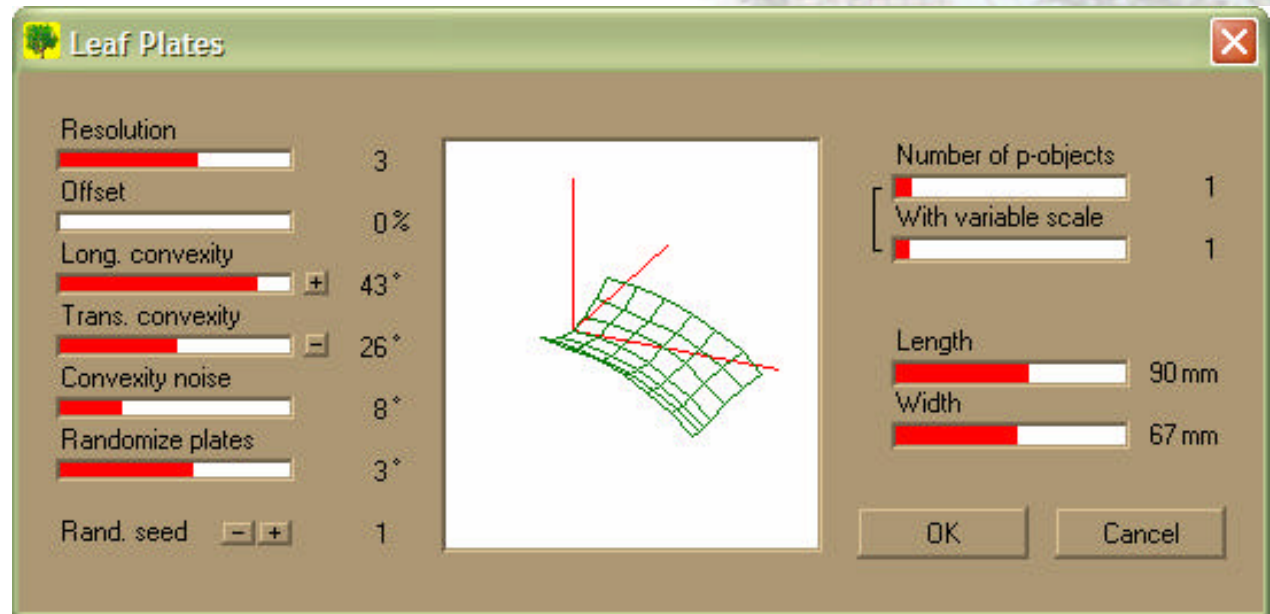 Leaf Plates
Resolution
3
Offset
0%
Long. convexity
+ 43°
Trans. convexity
- 26°
Convexity noise
8°
Randomize plates
3°
Rand. seed - + 1
Number of p-objects
1
With variable scale
1
Length
90 mm
Width
67 mm
OK Cancel